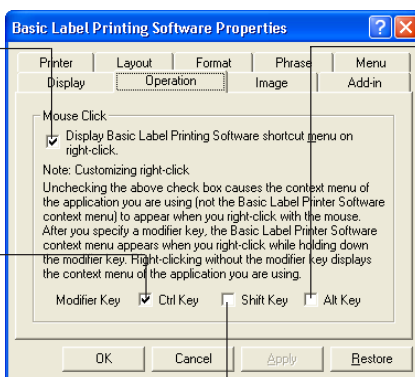 Basic Label Printing Software Properties
Printer Layout Format Phrase Menu
Display Operation Image Add-in
Mouse Click
Display Basic Label Printing Software shortcut menu on
right-click.
Note: Customizing right-click
Unchecking the above check box causes the context menu of
the application you are using (not the Basic Label Printer Software
context menu) to appear when you right-click with the mouse.
After you specify a modifier key, the Basic Label Printer Software
context menu appears when you right-click while holding down
the modifier key. Right-clicking without the modifier key displays
the context menu of the application you are using.
Modifier Key Ctrl Key Shift Key Alt Key
OK Cancel Apply Restore